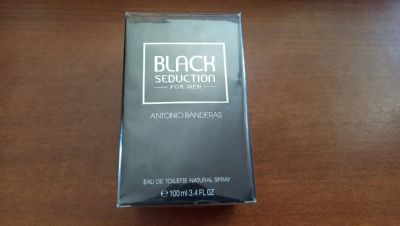 BLACK
SEDUCTION
FOR MEN
ANTONIO BANDERAS
EAU DE TOILETTE NATURAL SPRAY
℮ 100 ml 3.4 FL OZ